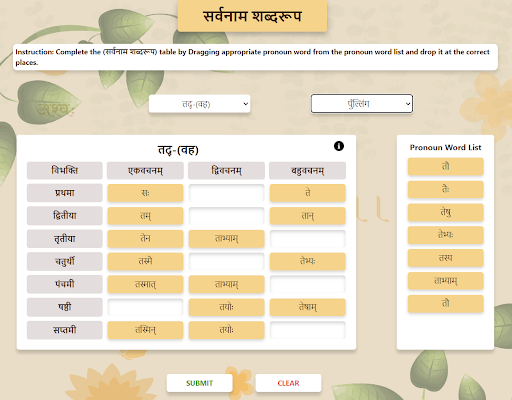 सर्वनाम शब्दरूप
Instruction: Complete the (सर्वनाम शब्दरूप) table by Dragging appropriate pronoun word from the pronoun word list and drop it at the correct
places.
तद्-(वह) पुँल्लिंग
तद्-(वह)
विभक्ति एकवचनम् द्विवचनम् बहुवचनम्
प्रथमा सः ते
द्वितीया तम् तान्
तृतीया तेन ताभ्याम्
चतुर्थी तस्मै तेभ्यः
पंचमी तस्मात् ताभ्याम्
षष्ठी तयोः तेषाम्
सप्तमी तस्मिन् तयोः
Pronoun Word List
तौ
तैः
तेषु
तेभ्यः
तस्य
ताभ्याम्
तौ
SUBMIT CLEAR